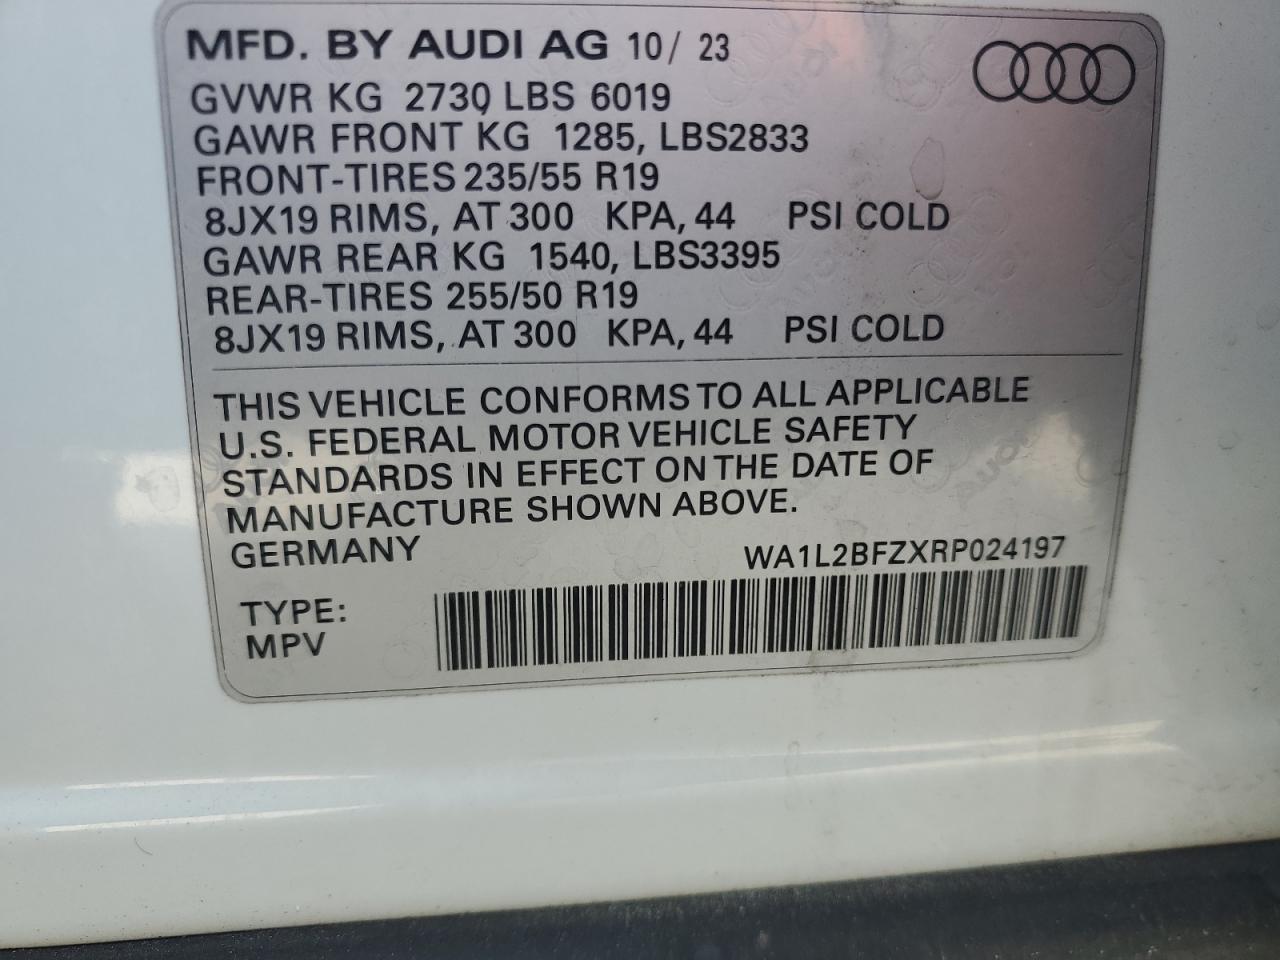 MFD. BY AUDI AG 10/ 23
GVWR KG 2730 LBS 6019
GAWR FRONT KG 1285, LBS2833
FRONT-TIRES 235/55 R19
8JX19 RIMS, AT 300 KPA, 44 PSI COLD
GAWR REAR KG 1540, LBS3395
REAR-TIRES 255/50 R19
8JX19 RIMS, AT 300 KPA, 44 PSI COLD
THIS VEHICLE CONFORMS TO ALL APPLICABLE
U.S. FEDERAL MOTOR VEHICLE SAFETY
STANDARDS IN EFFECT ON THE DATE OF
MANUFACTURE SHOWN ABOVE.
GERMANY WA1L2BFZXRP024197
TYPE:
MPV